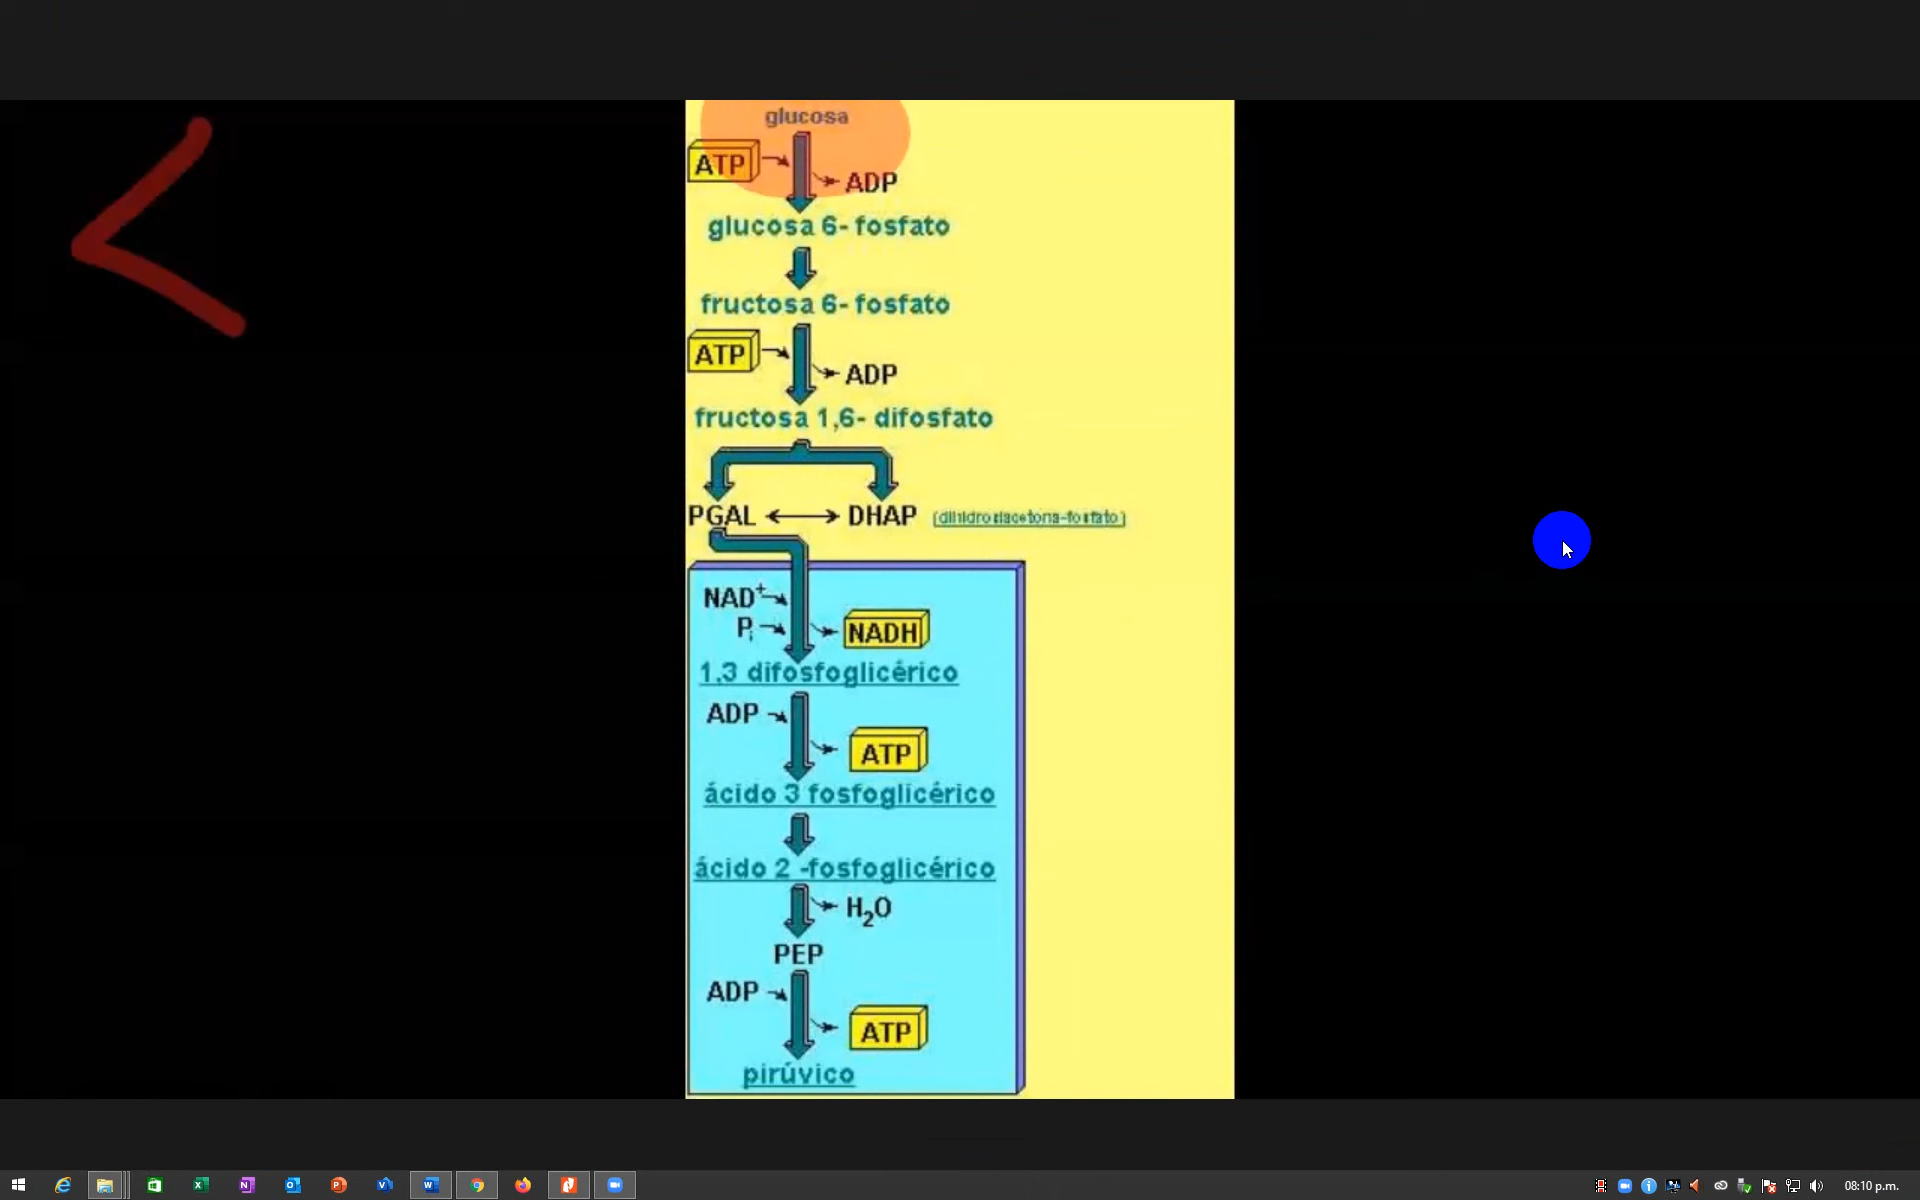 glucosa
ATP
ADP
glucosa 6- fosfato
fructosa 6- fosfato
ATP
ADP
fructosa 1,6- difosfato
PGAL DHAP (dihidroxiacetona-fosfato)
NAD+
Pi
NADH
1,3 difosfoglicérico
ADP
ATP
ácido 3 fosfoglicérico
ácido 2 -fosfoglicérico
H2O
PEP
ADP
ATP
pirúvico
08:10 p.m.